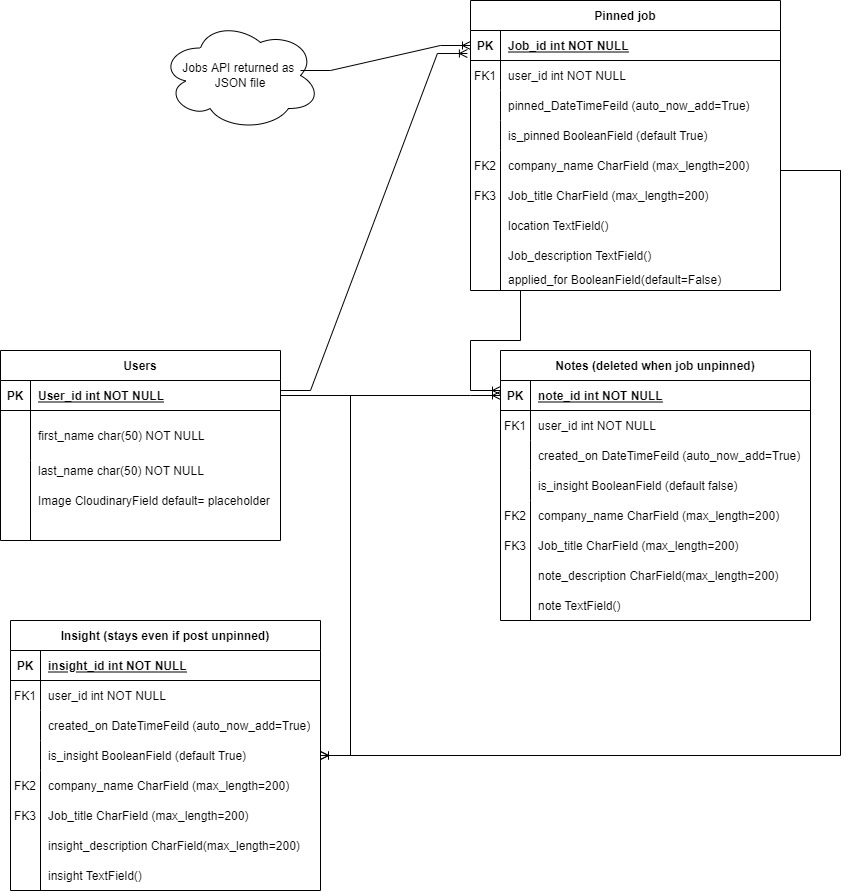 Pinned job
PK Job_id int NOT NULL
FK1 user_id int NOT NULL
pinned_DateTimeFeild (auto_now_add=True)
is_pinned BooleanField (default True)
FK2 company_name CharField (max_length=200)
FK3 Job_title CharField (max_length=200)
location TextField()
Job_description TextField()
applied_for BooleanField(default=False)
Jobs API returned as
JSON file
Users
PK User_id int NOT NULL
first_name char(50) NOT NULL
last_name char(50) NOT NULL
Image CloudinaryField default= placeholder
Notes (deleted when job unpinned)
PK note_id int NOT NULL
FK1 user_id int NOT NULL
created_on DateTimeFeild (auto_now_add=True)
is_insight BooleanField (default false)
FK2 company_name CharField (max_length=200)
FK3 Job_title CharField (max_length=200)
note_description CharField(max_length=200)
note TextField()
Insight (stays even if post unpinned)
PK insight_id int NOT NULL
FK1 user_id int NOT NULL
created_on DateTimeFeild (auto_now_add=True)
is_insight BooleanField (default True)
FK2 company_name CharField (max_length=200)
FK3 Job_title CharField (max_length=200)
insight_description CharField(max_length=200)
insight TextField()